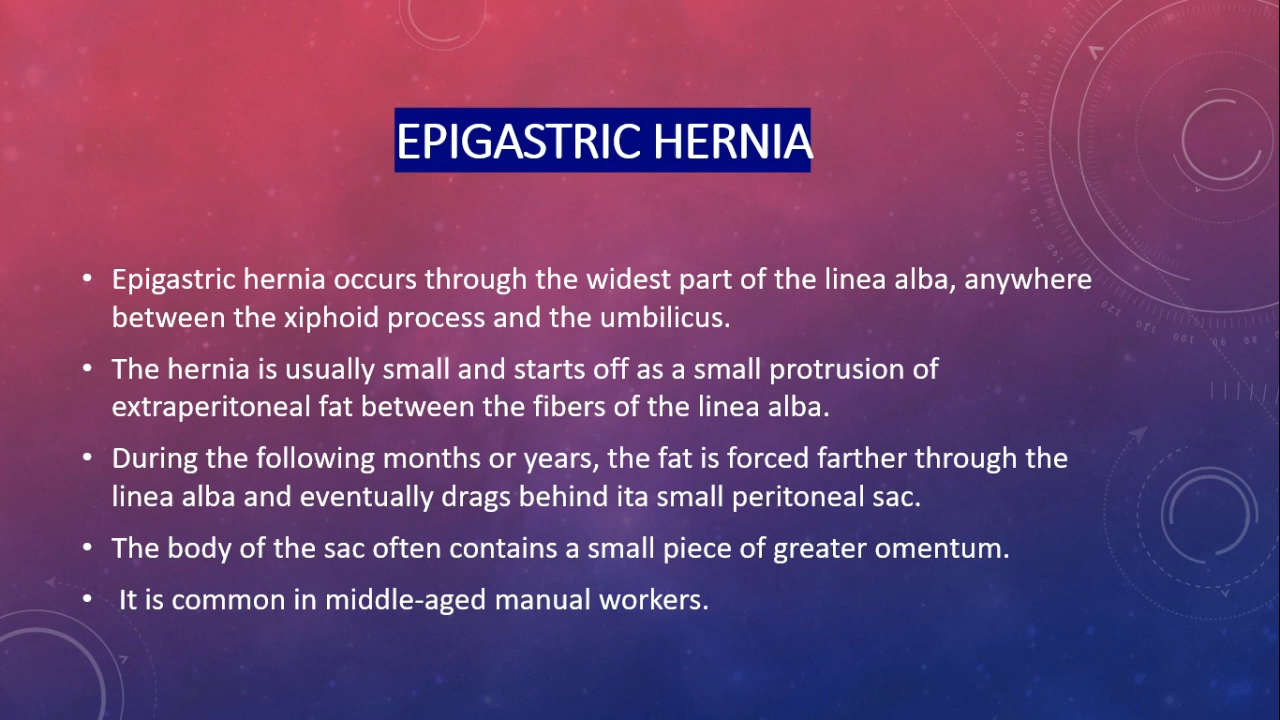 EPIGASTRIC HERNIA
• Epigastric hernia occurs through the widest part of the linea alba, anywhere
between the xiphoid process and the umbilicus.
• The hernia is usually small and starts off as a small protrusion of
extraperitoneal fat between the fibers of the linea alba.
• During the following months or years, the fat is forced farther through the
linea alba and eventually drags behind ita small peritoneal sac.
• The body of the sac often contains a small piece of greater omentum.
• It is common in middle-aged manual workers.